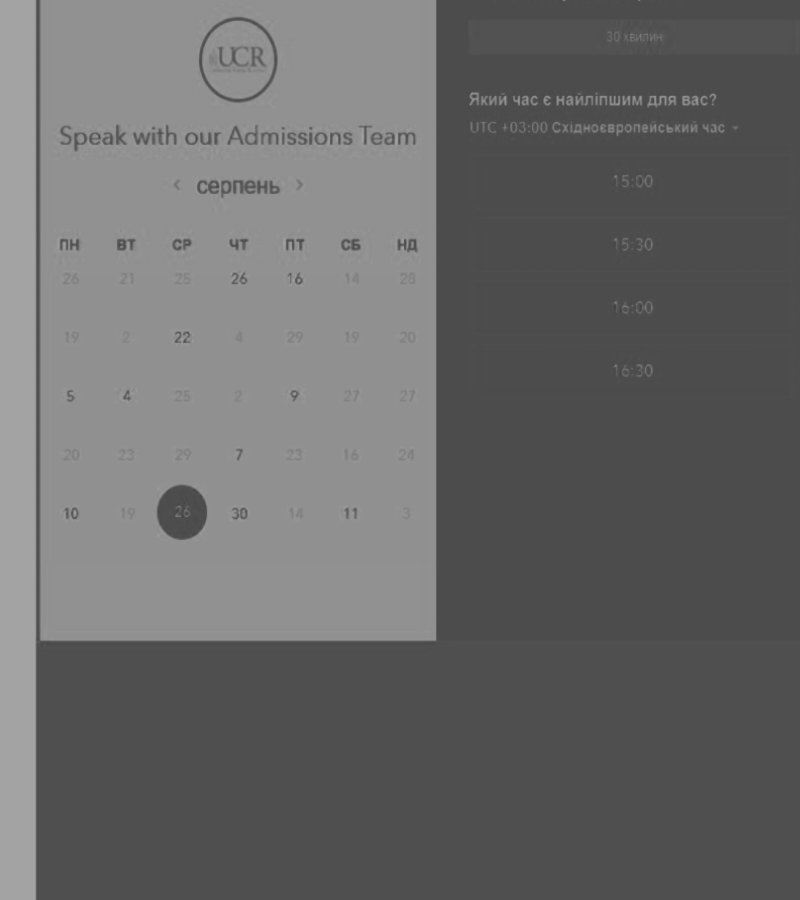 UCR
Speak with our Admissions Team
серпень
ПН ВТ СР ЧТ ПТ СБ НД
26 21 25 26 16 14 28
19 2 22 4 29 19 20
5 4 25 2 9 27 27
20 23 29 7 23 16 24
10 19 26 30 14 11 3
30 хвилин
Який час є найліпшим для вас?
UTC +03:00 Східноєвропейський час
15:00
15:30
16:00
16:30